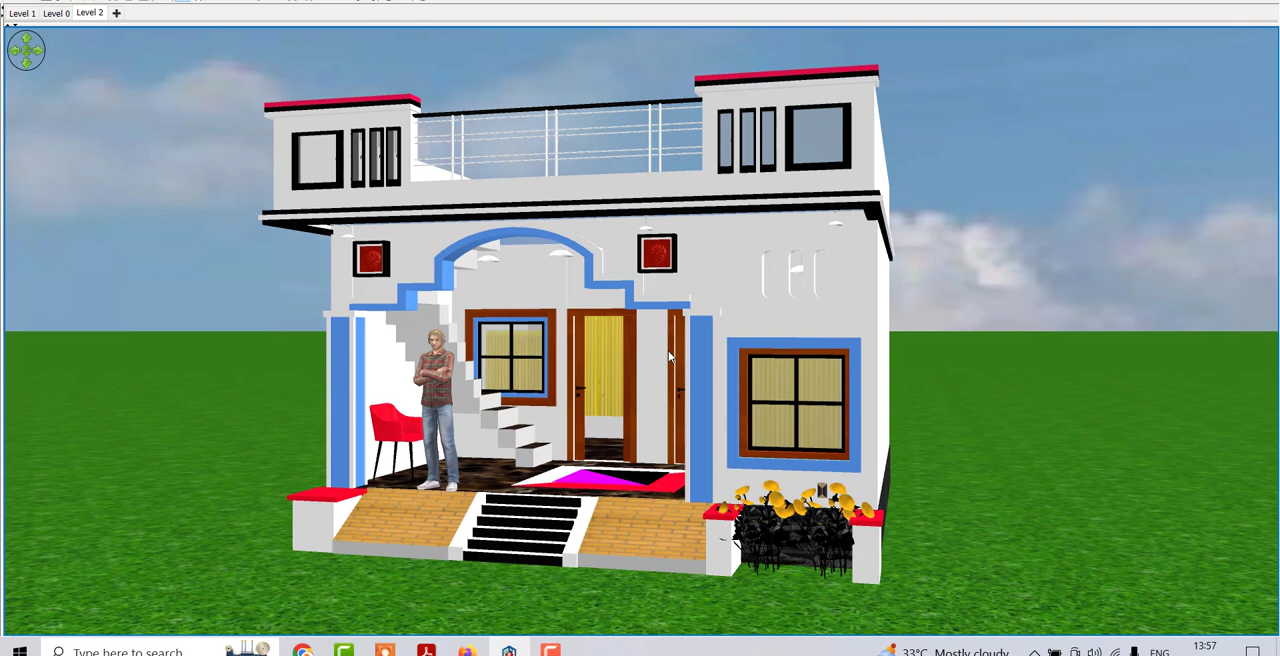 Level 1 Level 0 Level 2
Type here to search
33°C Mostly cloudy
ENG
13:57